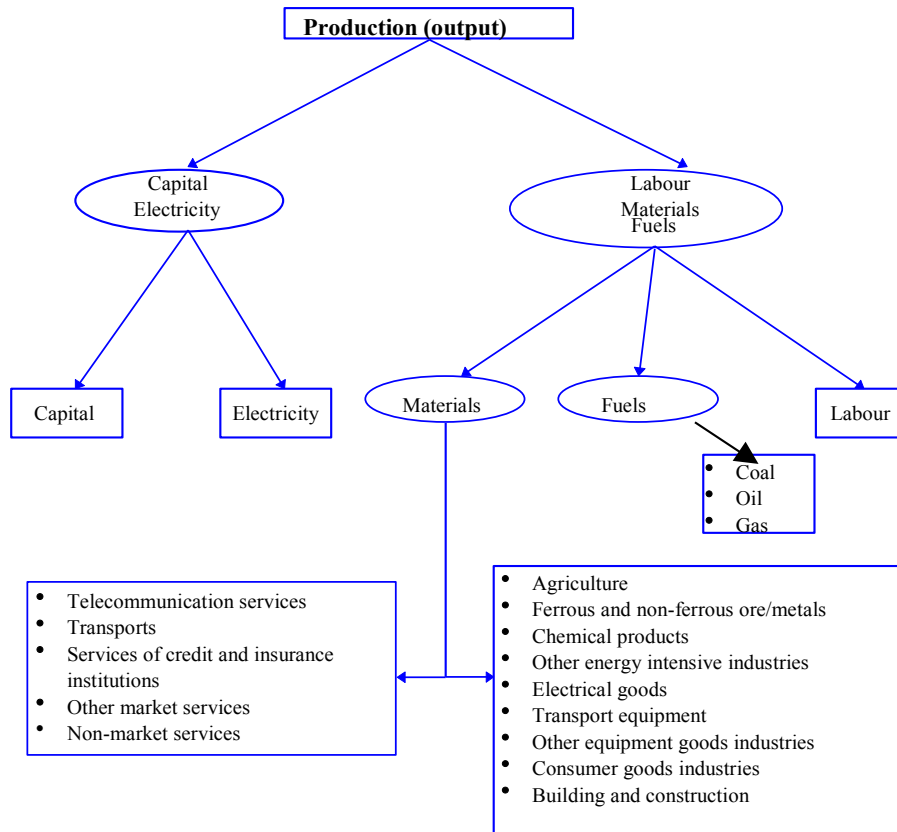 Production (output)
Capital
Electricity
Labour
Materials
Fuels
Capital
Electricity
Materials
Fuels
Labour
• Coal
• Oil
• Gas
• Telecommunication services
• Transports
• Services of credit and insurance
institutions
• Other market services
• Non-market services
• Agriculture
• Ferrous and non-ferrous ore/metals
• Chemical products
• Other energy intensive industries
• Electrical goods
• Transport equipment
• Other equipment goods industries
• Consumer goods industries
• Building and construction